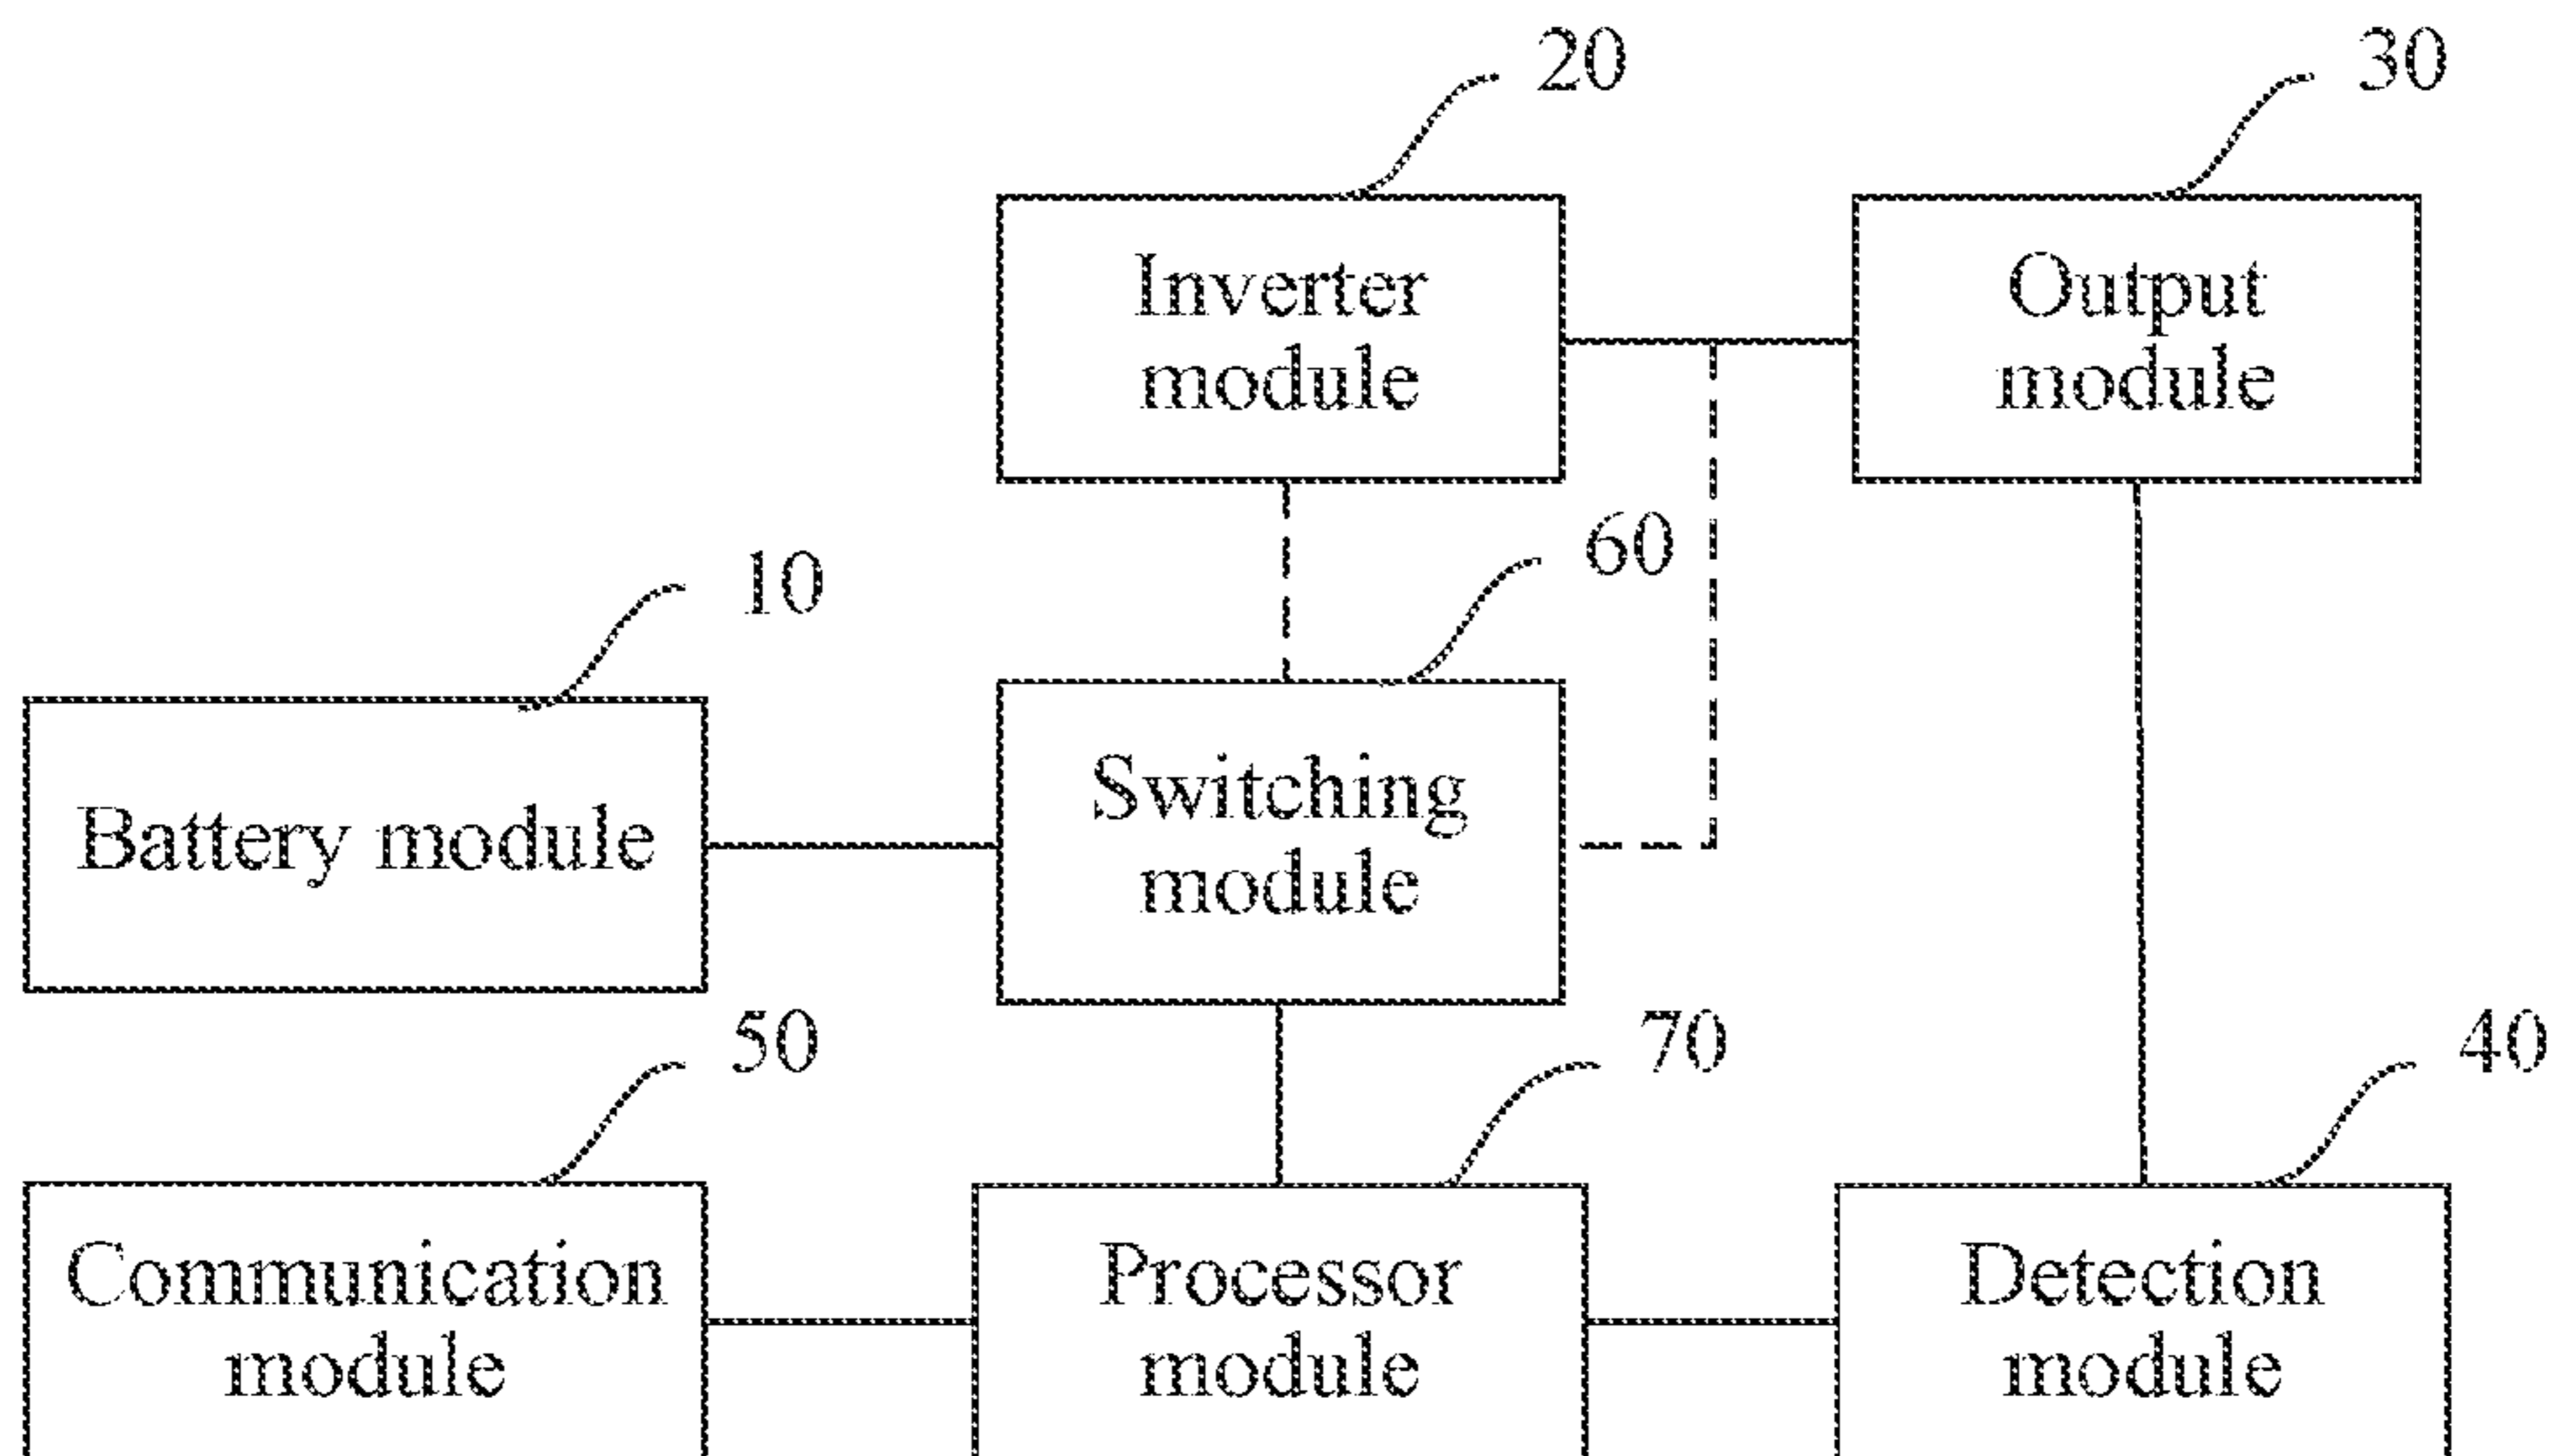 20
30
Inverter
module
Output
module
60
10
Switching
module
Battery module
50
70
40
Communication
module
Processor
module
Detection
module